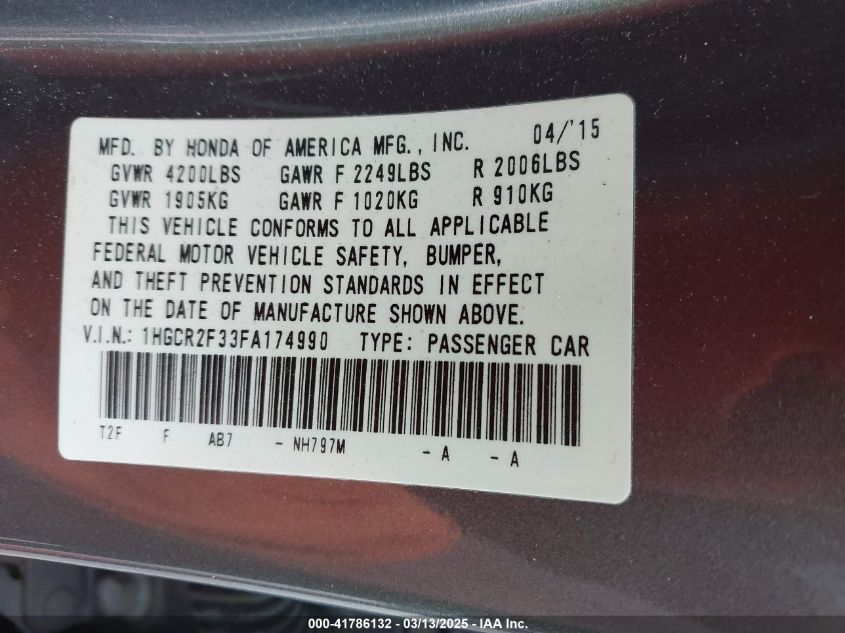 MFD. BY HONDA OF AMERICA MFG., INC. 04/'15
GVWR 4200LBS GAWR F 2249LBS R 2006LBS
GVWR 1905KG GAWR F 1020KG R 910KG
THIS VEHICLE CONFORMS TO ALL APPLICABLE
FEDERAL MOTOR VEHICLE SAFETY, BUMPER,
AND THEFT PREVENTION STANDARDS IN EFFECT
ON THE DATE OF MANUFACTURE SHOWN ABOVE.
V.I.N.: 1HGCR2F33FA174990 TYPE: PASSENGER CAR
T2F F AB7 - NH797M - A - A
000-41786132 - 03/13/2025 - IAAI.COM